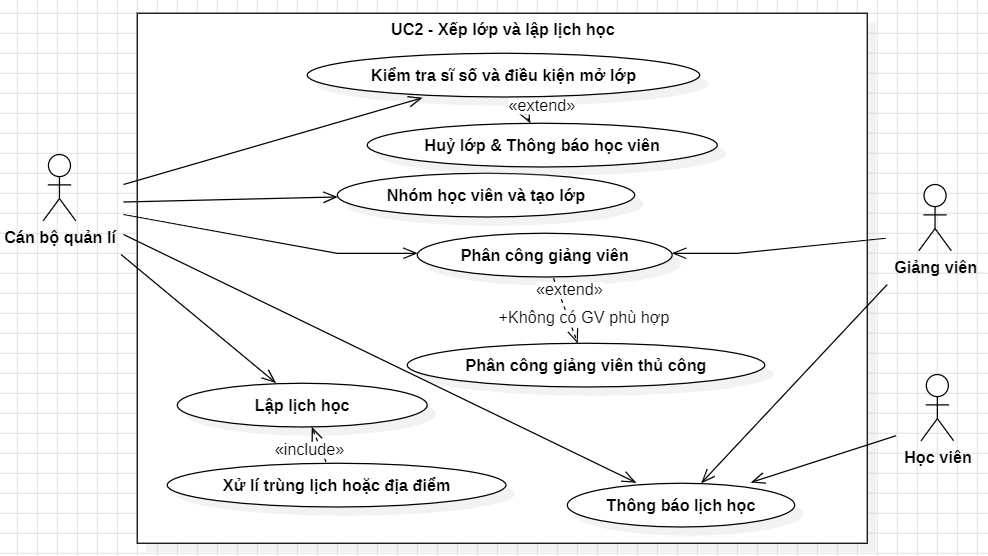 UC2 - Xếp lớp và lập lịch học
Kiểm tra sĩ số và điều kiện mở lớp
«extend»
Huỷ lớp & Thông báo học viên
Nhóm học viên và tạo lớp
Cán bộ quản lí
Phân công giảng viên
Giảng viên
«extend»
+Không có GV phù hợp
Phân công giảng viên thủ công
Lập lịch học
«include»
Học viên
Xử lí trùng lịch hoặc địa điểm
Thông báo lịch học